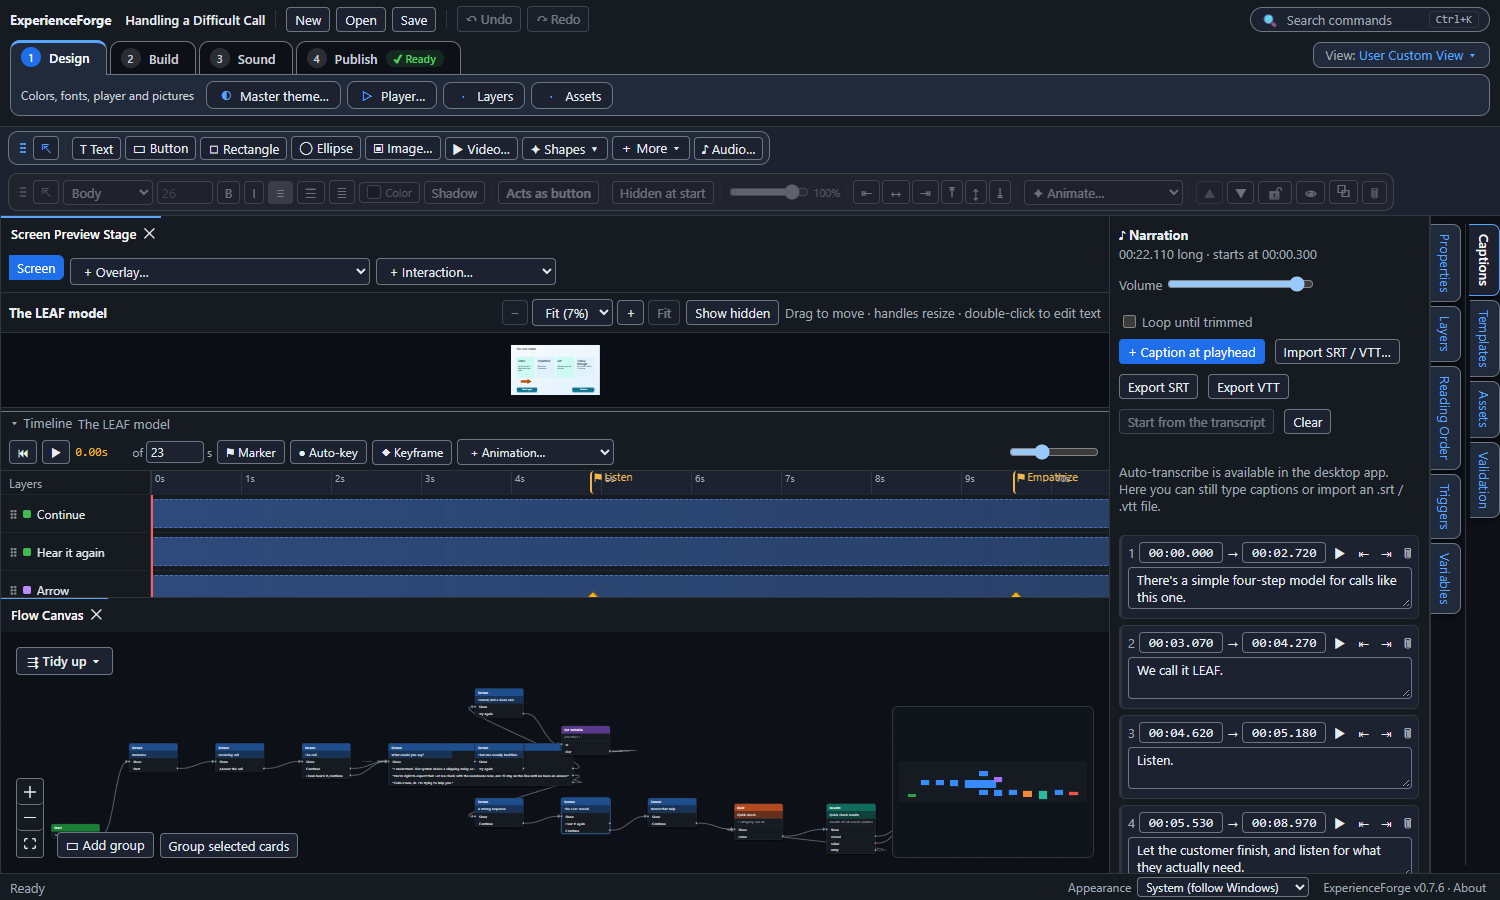 ExperienceForge Handling a Difficult Call New Open Save Undo Redo Search commands Ctrl+K
1 Design 2 Build 3 Sound 4 Publish ✓ Ready View: User Custom View
Colors, fonts, player and pictures Master theme... Player... Layers Assets
T Text Button Rectangle Ellipse Image... Video... Shapes + More Audio...
Body 26 B I Color Shadow Acts as button Hidden at start 100% Animate...
Screen Preview Stage
Screen + Overlay... + Interaction...
The LEAF model − Fit (7%) + Fit Show hidden Drag to move · handles resize · double-click to edit text
Timeline The LEAF model
0.00s of 23 s Marker Auto-key Keyframe + Animation...
Layers 0s 1s 2s 3s 4s Listen 6s 7s 8s 9s Empathize
Continue
Hear it again
Arrow
Flow Canvas
Tidy up
+
−
Add group Group selected cards
♪ Narration
00:22.110 long · starts at 00:00.300
Volume
Loop until trimmed
+ Caption at playhead Import SRT / VTT...
Export SRT Export VTT
Start from the transcript Clear
Auto-transcribe is available in the desktop app.
Here you can still type captions or import an .srt /
.vtt file.
1 00:00.000 → 00:02.720
There's a simple four-step model for calls like
this one.
2 00:03.070 → 00:04.270
We call it LEAF.
3 00:04.620 → 00:05.180
Listen.
4 00:05.530 → 00:08.970
Let the customer finish, and listen for what
they actually need.
Properties
Layers
Reading Order
Triggers
Variables
Captions
Templates
Assets
Validation
Ready Appearance System (follow Windows) ExperienceForge v0.7.6 · About